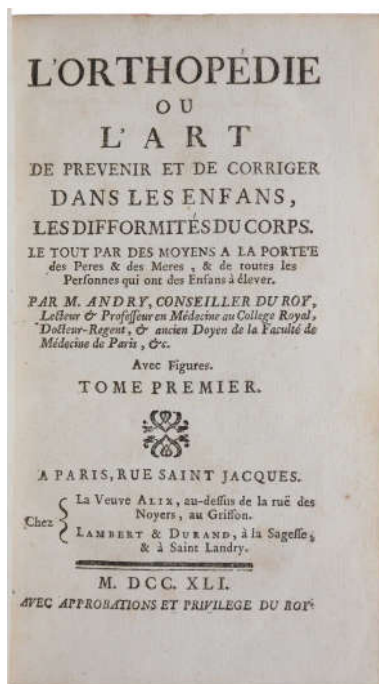 L'ORTHOPÉDIE
OU
L'ART
DE PREVENIR ET DE CORRIGER
DANS LES ENFANS,
LES DIFFORMITÉS DU CORPS.
LE TOUT PAR DES MOYENS A LA PORTE'E
des Peres & des Meres, & de toutes les
Personnes qui ont des Enfans à élever.
PAR M. ANDRY, CONSEILLER DU ROY,
Lecteur & Professeur en Médecine au College Royal,
Docteur-Regent, & ancien Doyen de la Faculté de
Médecine de Paris, &c.
Avec Figures.
TOME PREMIER.
A PARIS, RUE SAINT JACQUES.
Chez
La Veuve ALIX, au-dessus de la ruë des
Noyers, au Griffon.
LAMBERT & DURAND, à la Sagesse,
& à Saint Landry.
M. DCC. XLI.
AVEC APPROBATIONS ET PRIVILEGE DU ROY.